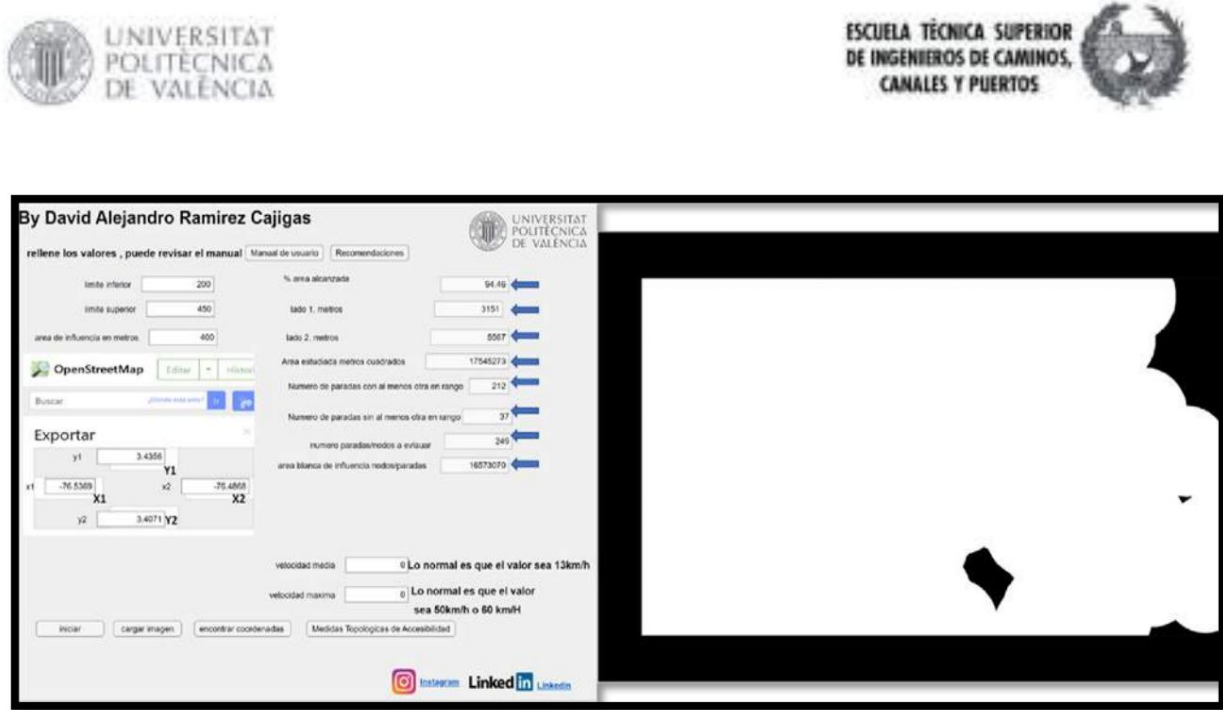 UNIVERSITAT
POLITÈCNICA
DE VALÈNCIA
ESCUELA TÉCNICA SUPERIOR
DE INGENIEROS DE CAMINOS,
CANALES Y PUERTOS
By David Alejandro Ramirez Cajigas
UNIVERSITAT
POLITÈCNICA
DE VALÈNCIA
rellene los valores , puede revisar el manual Manual de usuario Recomendaciones
limite inferior 200
limite superior 450
area de influencia en metros 400
% area alcanzada 94.46
lado 1. metros 3151
lado 2. metros 5567
Area estudiada metros cuadrados 17545273
Numero de paradas con al menos otra en rango 212
Numero de paradas sin al menos otra en rango 37
numero paradas/nodos a evlauar 249
area blanca de influencia nodos/paradas 16573070
OpenStreetMap Editar
Buscar ¿Dónde está esto? Ir
Exportar
y1 3.4356
Y1
x1 -76.5369 x2 -76.4868
X1 X2
y2 3.4071 Y2
velocidad media 0 Lo normal es que el valor sea 13km/h
velocidad maxima 0 Lo normal es que el valor
sea 50km/h o 60 km/H
iniciar cargar imagen encontrar coordenadas Medidas Topologicas de Accesibilidad
Instagram Linked in Linkedin